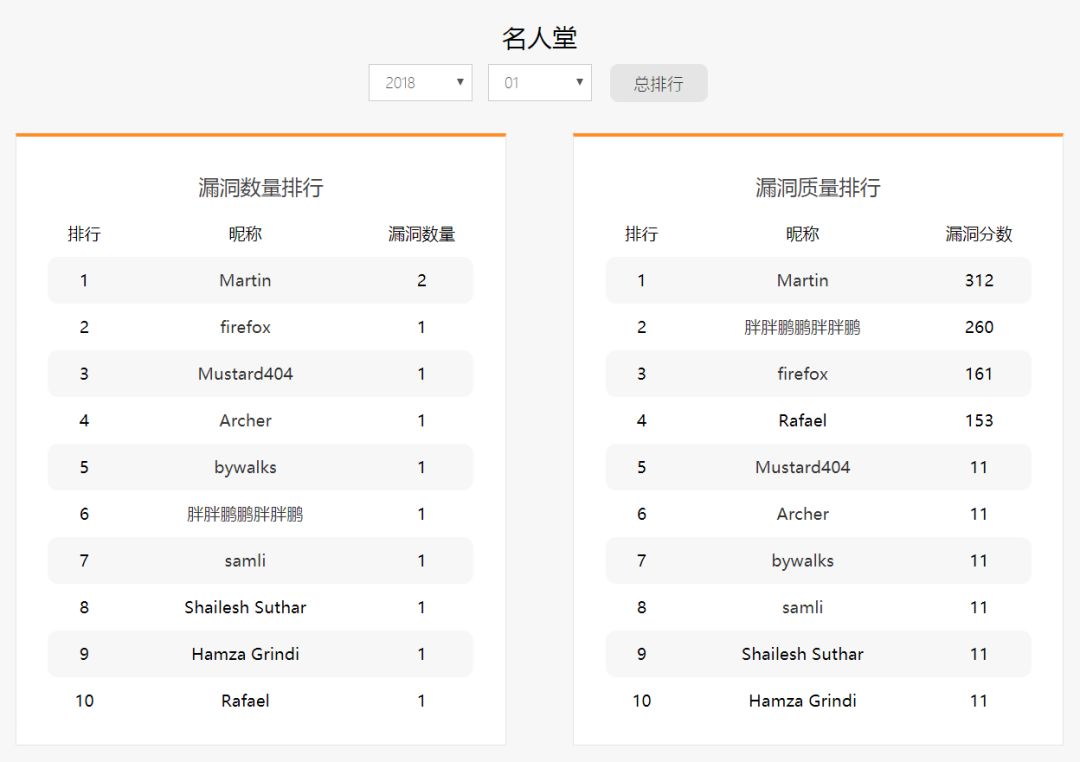 名人堂
2018 01 总排行
漏洞数量排行
排行 昵称 漏洞数量
1 Martin 2
2 firefox 1
3 Mustard404 1
4 Archer 1
5 bywalks 1
6 胖胖鹏鹏胖胖鹏 1
7 samli 1
8 Shailesh Suthar 1
9 Hamza Grindi 1
10 Rafael 1
漏洞质量排行
排行 昵称 漏洞分数
1 Martin 312
2 胖胖鹏鹏胖胖鹏 260
3 firefox 161
4 Rafael 153
5 Mustard404 11
6 Archer 11
7 bywalks 11
8 samli 11
9 Shailesh Suthar 11
10 Hamza Grindi 11